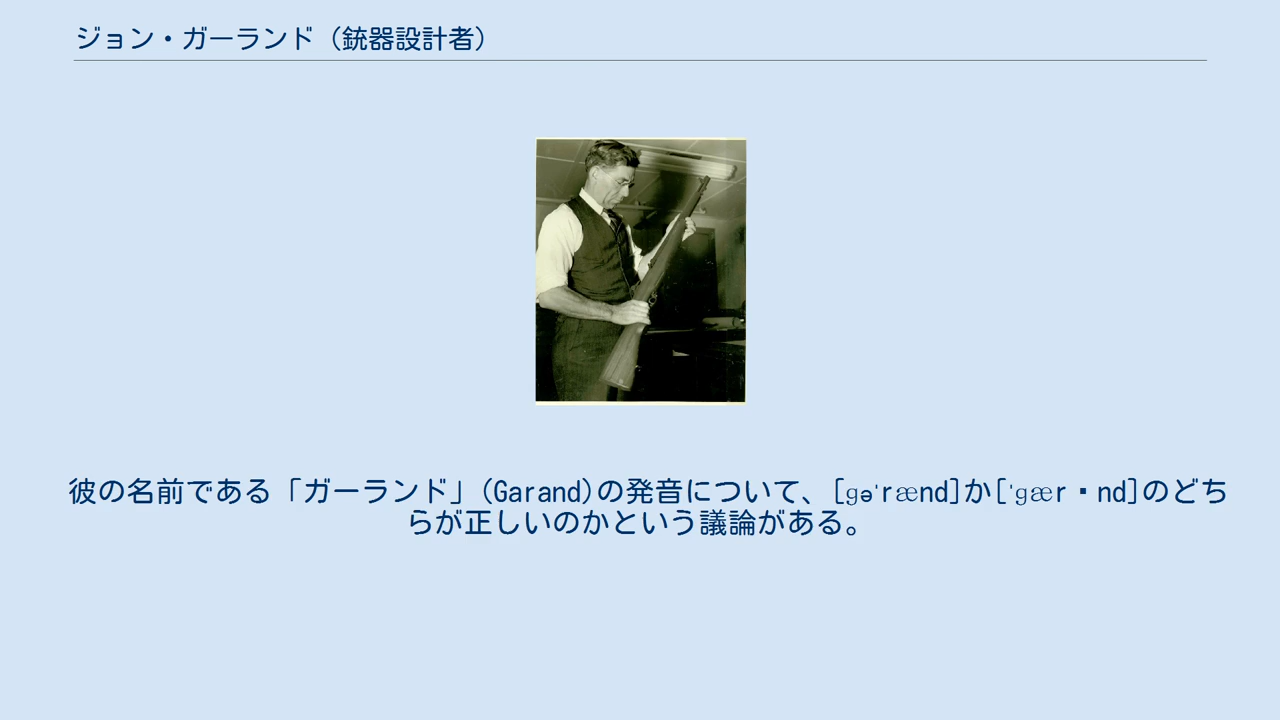 ジョン・ガーランド（銃器設計者）
彼の名前である「ガーランド」(Garand)の発音について、[ɡəˈrænd]か[ˈɡær▪nd]のどち
らが正しいのかという議論がある。